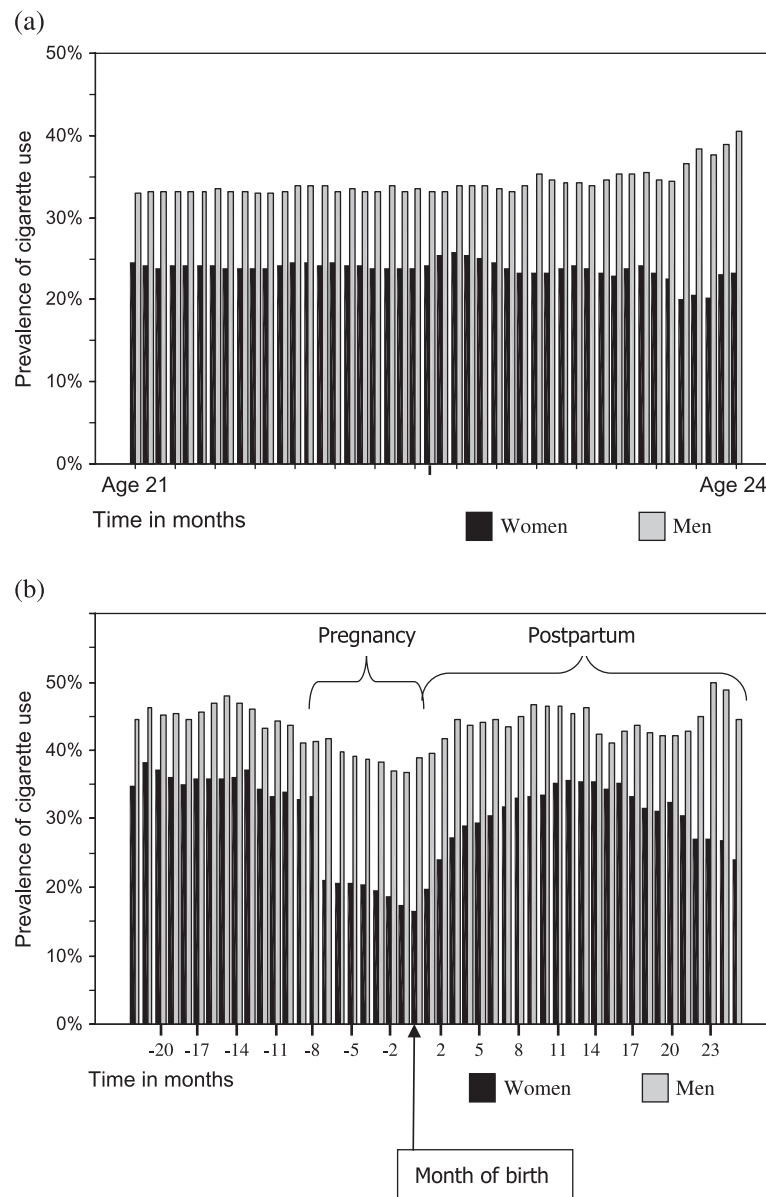 (a)
50%
40%
30%
20%
10%
0%
Prevalence of cigarette use
Age 21 Age 24
Time in months
Women Men
(b)
Pregnancy Postpartum
50%
40%
30%
20%
10%
0%
Prevalence of cigarette use
-20 -17 -14 -11 -8 -5 -2 2 5 8 11 14 17 20 23
Time in months
Women Men
Month of birth